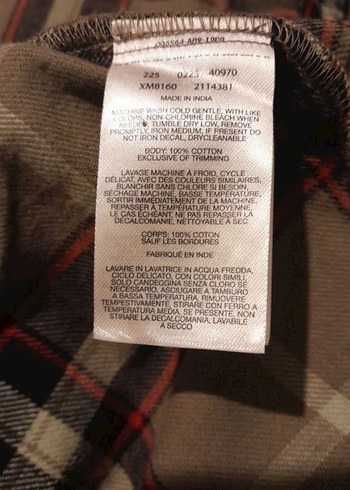 225 0223 40970
XM8160 2114381
MADE IN INDIA
MACHINE WASH COLD GENTLE, WITH LIKE
COLORS, NON-CHLORINE BLEACH WHEN
NEEDED, TUMBLE DRY LOW, REMOVE
PROMPTLY, IRON MEDIUM, IF PRESENT DO
NOT IRON DECAL, DRYCLEANABLE
BODY: 100% COTTON
EXCLUSIVE OF TRIMMING
LAVAGE MACHINE À FROID, CYCLE
DÉLICAT, AVEC DES COULEURS SIMILAIRES,
BLANCHIR SANS CHLORE SI BESOIN,
SÉCHAGE MACHINE, BASSE TEMPÉRATURE,
SORTIR IMMÉDIATEMENT DE LA MACHINE,
REPASSER À TEMPÉRATURE MOYENNE,
LE CAS ÉCHÉANT, NE PAS REPASSER LA
DÉCALCOMANIE, NETTOYABLE À SEC
CORPS: 100% COTTON
SAUF LES BORDURES
FABRIQUÉ EN INDE
LAVARE IN LAVATRICE IN ACQUA FREDDA,
CICLO DELICATO, CON COLORI SIMILI,
SOLO CANDEGGINA SENZA CLORO SE
NECESSARIO, ASCIUGARE A TAMBURO
A BASSA TEMPERATURA, RIMUOVERE
TEMPESTIVAMENTE, STIRARE CON FERRO A
TEMPERATURA MEDIA, SE PRESENTE, NON
STIRARE LA DECALCOMANIA, LAVABILE
A SECCO